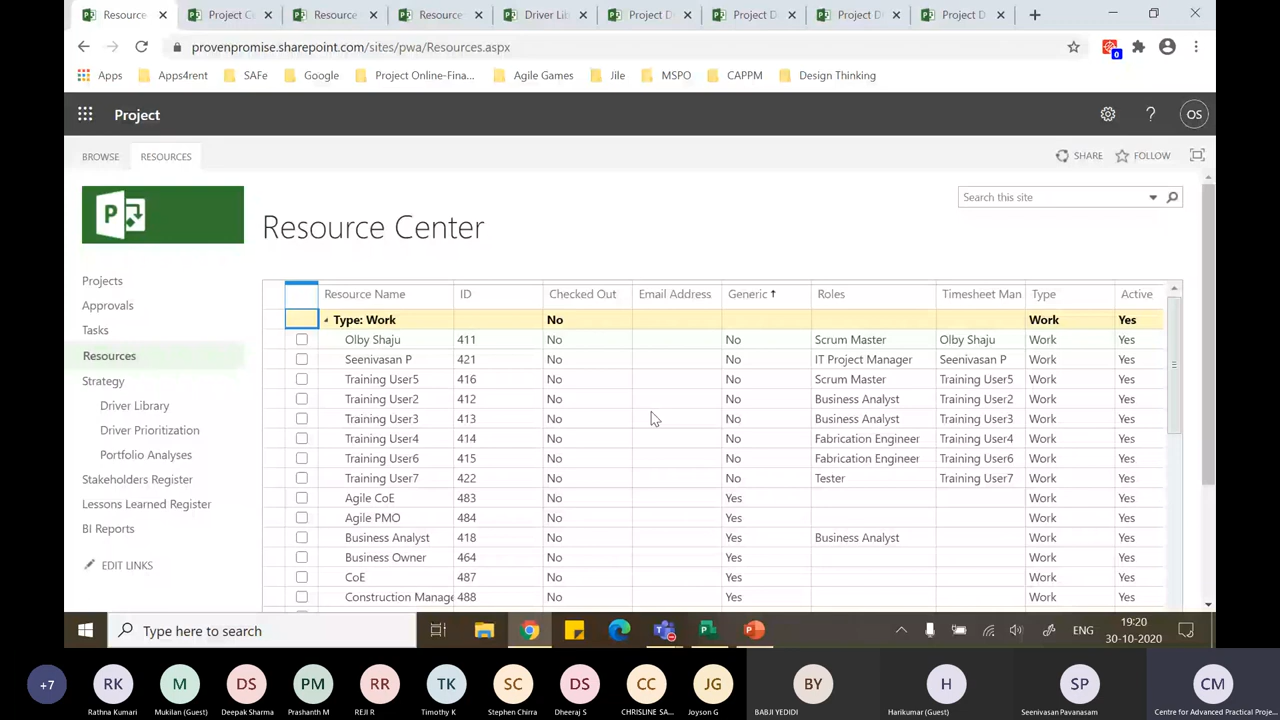 Resource
Project Ce
Resource
Resource
Driver Lib
Project D
Project D
Project D
Project D
provenpromise.sharepoint.com/sites/pwa/Resources.aspx
0
Apps
Apps4rent
SAFe
Google
Project Online-Fina...
Agile Games
Jile
MSPO
CAPPM
Design Thinking
Project
OS
BROWSE
RESOURCES
SHARE
FOLLOW
Search this site
P
Resource Center
Projects
Approvals
Tasks
Resources
Strategy
Driver Library
Driver Prioritization
Portfolio Analyses
Stakeholders Register
Lessons Learned Register
BI Reports
EDIT LINKS
Resource Name ID Checked Out Email Address Generic Roles Timesheet Man Type Active
Type: Work No Work Yes
Olby Shaju 411 No No Scrum Master Olby Shaju Work Yes
Seenivasan P 421 No No IT Project Manager Seenivasan P Work Yes
Training User5 416 No No Scrum Master Training User5 Work Yes
Training User2 412 No No Business Analyst Training User2 Work Yes
Training User3 413 No No Business Analyst Training User3 Work Yes
Training User4 414 No No Fabrication Engineer Training User4 Work Yes
Training User6 415 No No Fabrication Engineer Training User6 Work Yes
Training User7 422 No No Tester Training User7 Work Yes
Agile CoE 483 No Yes Work Yes
Agile PMO 484 No Yes Work Yes
Business Analyst 418 No Yes Business Analyst Work Yes
Business Owner 464 No Yes Work Yes
CoE 487 No Yes Work Yes
Construction Manage 488 No Yes Work Yes
Type here to search
ENG
19:20
30-10-2020
+7
RK
M
DS
PM
RR
TK
SC
DS
CC
JG
BY
H
SP
CM
Rathna Kumari
Mukilan (Guest)
Deepak Sharma
Prashanth M
REJI R
Timothy K
Stephen Chirra
Dheeraj S
CHRISLINE SA...
Joyson G
BABJI YEDIDI
Harikumar (Guest)
Seenivasan Pavanasam
Centre for Advanced Practical Proje...